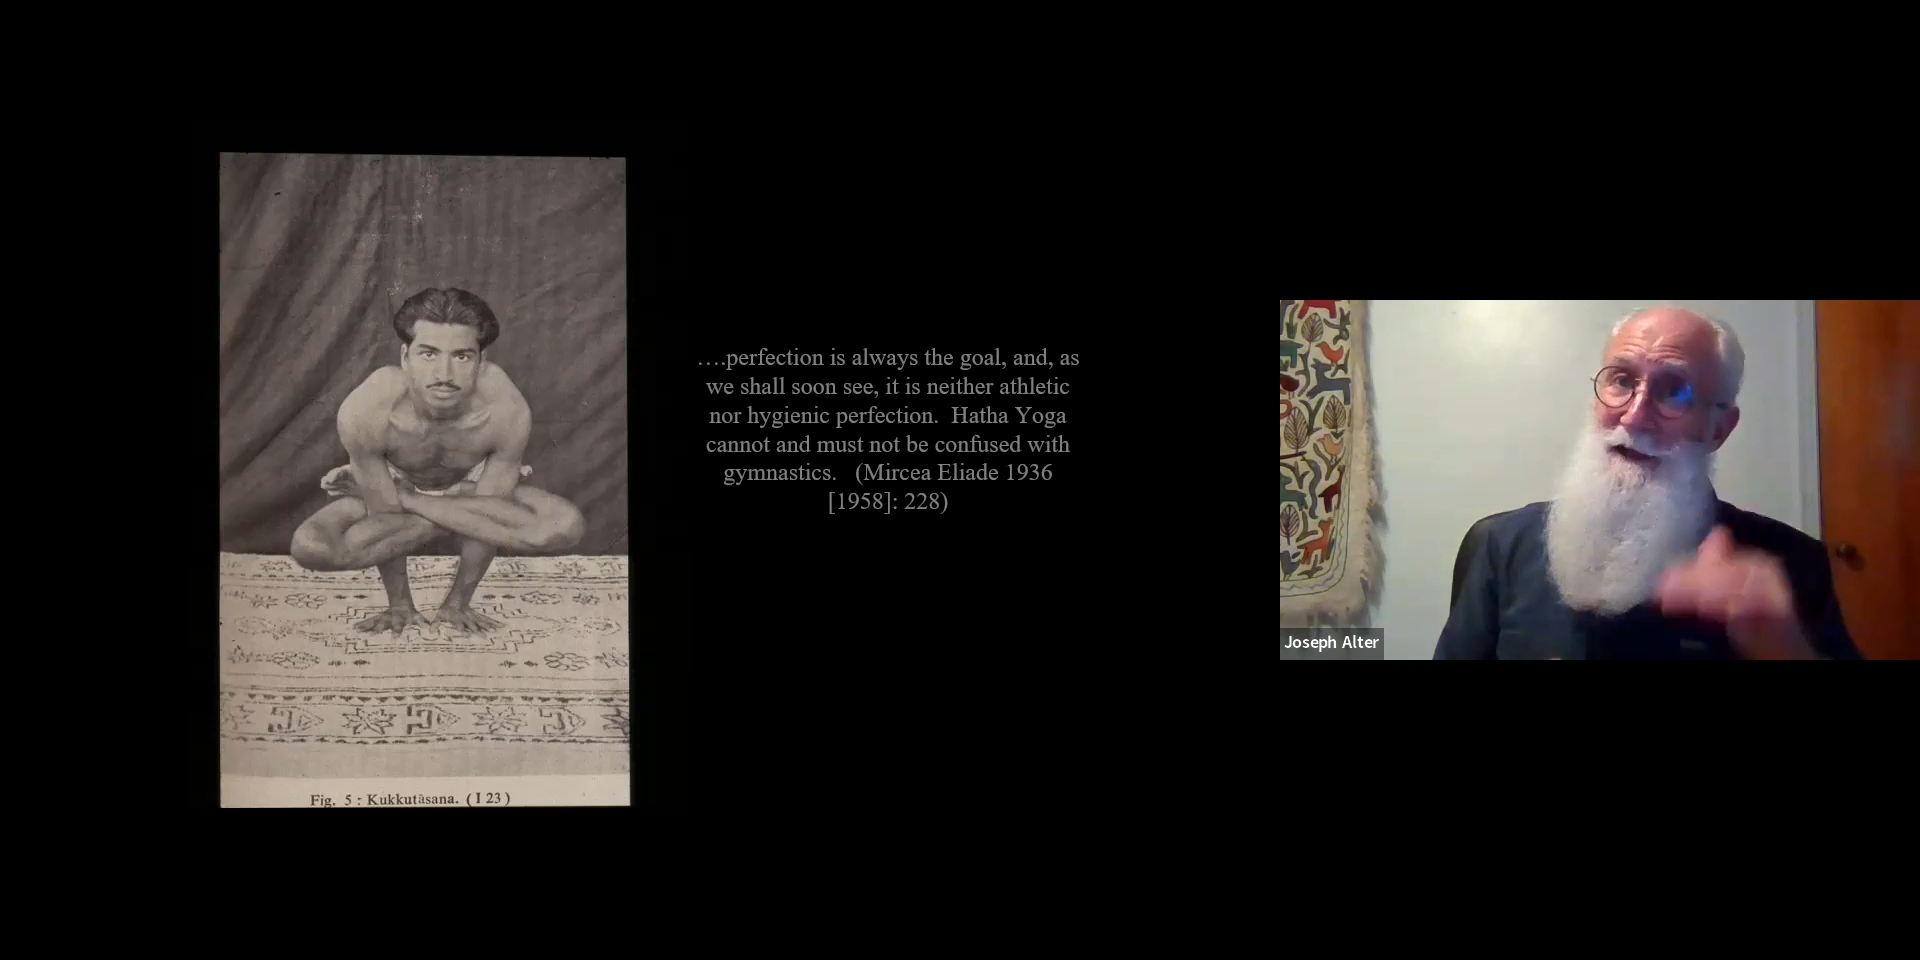 ….perfection is always the goal, and, as
we shall soon see, it is neither athletic
nor hygienic perfection.  Hatha Yoga
cannot and must not be confused with
gymnastics.   (Mircea Eliade 1936
[1958]: 228)
Fig. 5 : Kukkutāsana. ( I 23 )
Joseph Alter